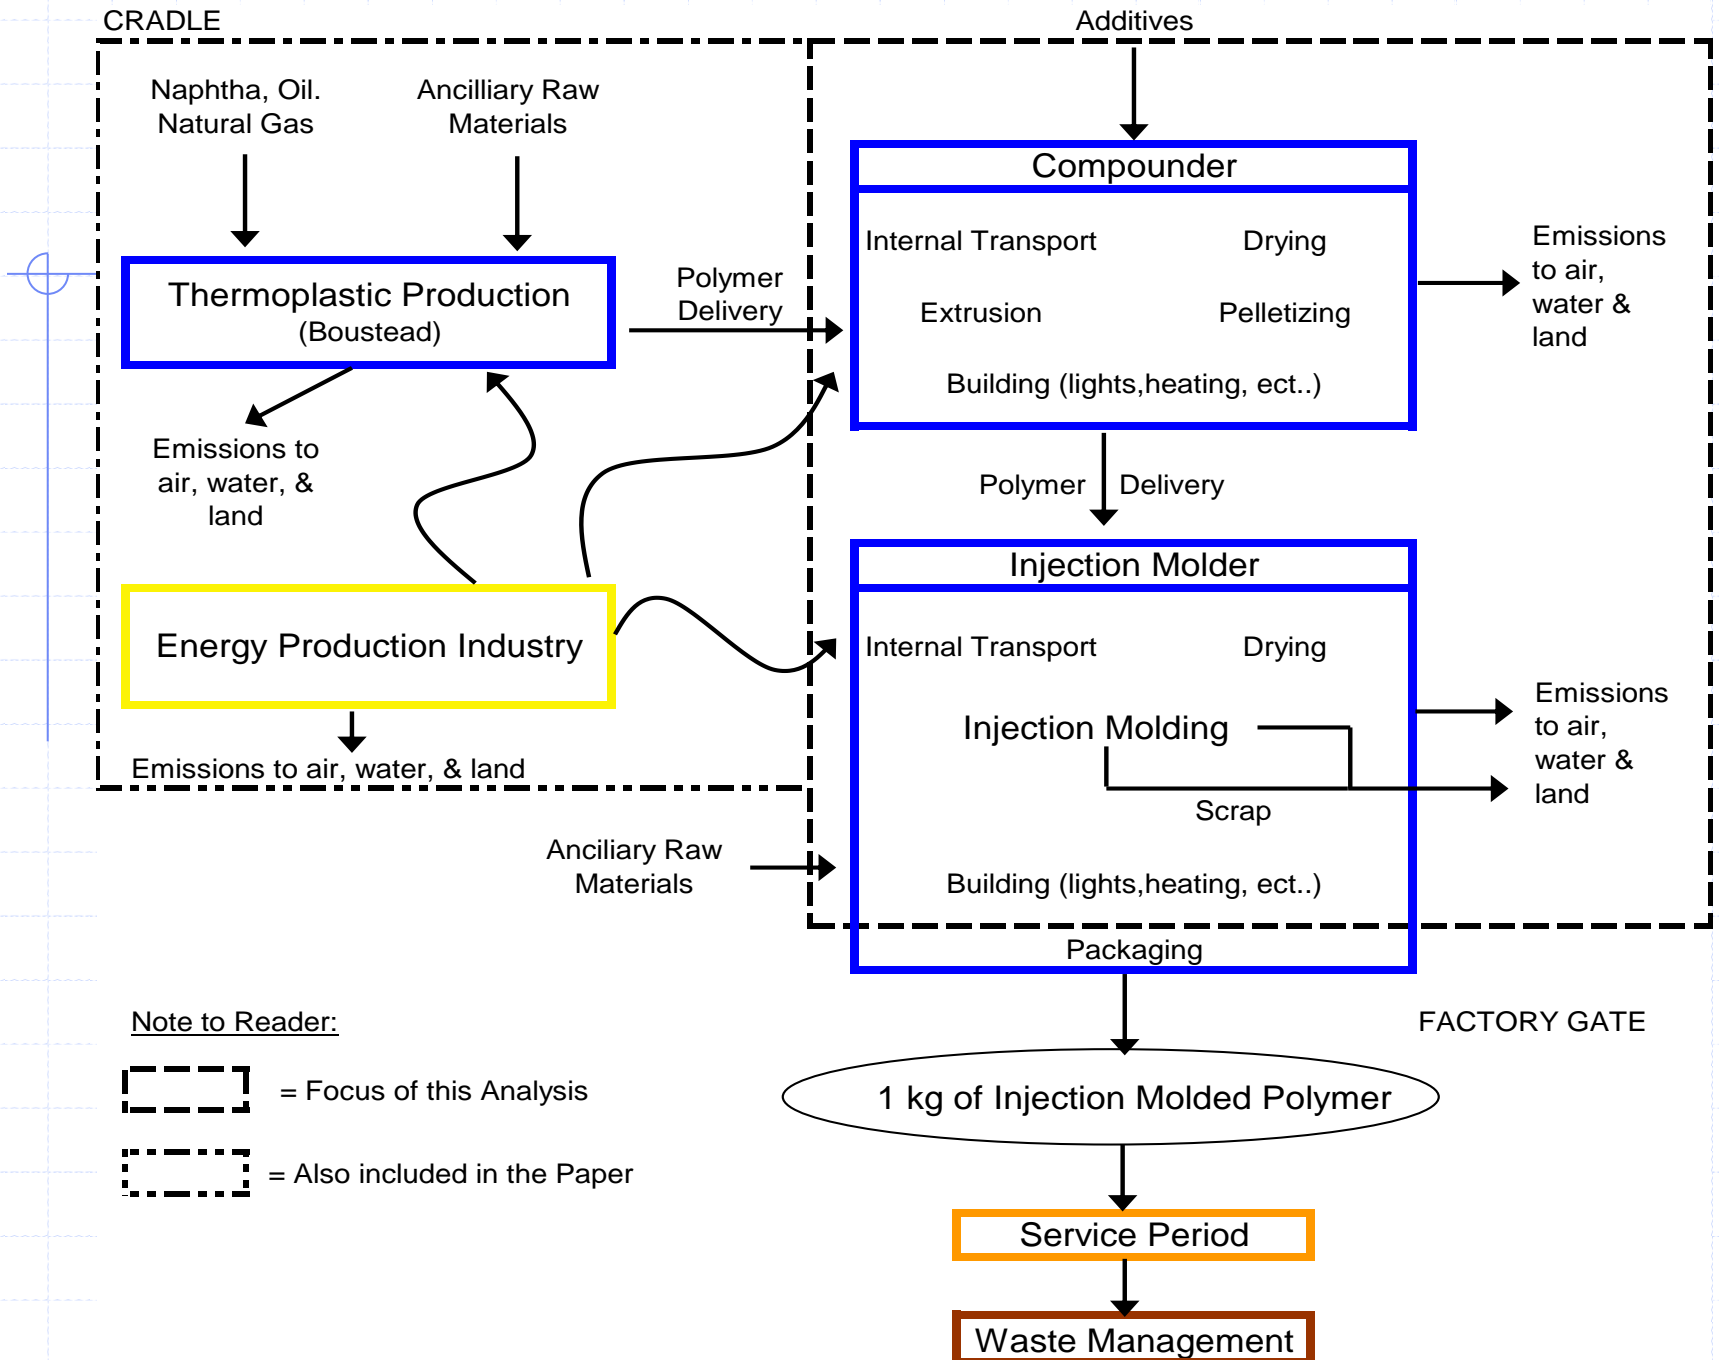 CRADLE
Additives
Naphtha, Oil.
Natural Gas
Ancilliary Raw
Materials
Compounder
Internal Transport
Drying
Extrusion
Pelletizing
Building (lights,heating, ect..)
Emissions
to air,
water &
land
Thermoplastic Production
(Boustead)
Polymer
Delivery
Emissions to
air, water, &
land
Polymer Delivery
Energy Production Industry
Emissions to air, water, & land
Injection Molder
Internal Transport
Drying
Injection Molding
Scrap
Building (lights,heating, ect..)
Packaging
Emissions
to air,
water &
land
Anciliary Raw
Materials
Note to Reader:
= Focus of this Analysis
= Also included in the Paper
FACTORY GATE
1 kg of Injection Molded Polymer
Service Period
Waste Management